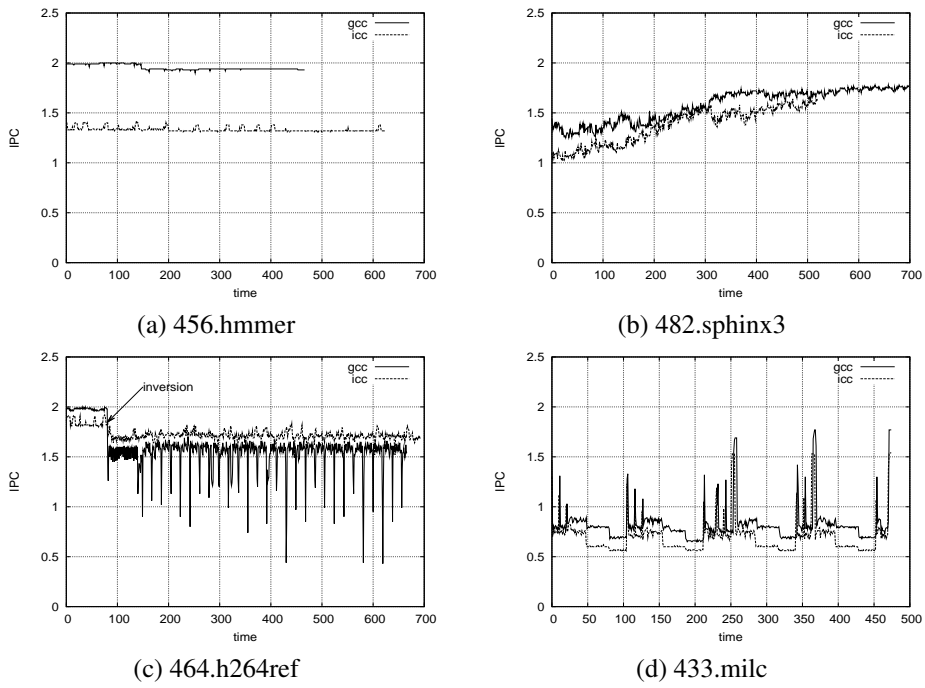 2.5
2
1.5
1
0.5
0
IPC
gcc
icc
0 100 200 300 400 500 600 700
time
(a) 456.hmmer
2.5
2
1.5
1
0.5
0
IPC
gcc
icc
0 100 200 300 400 500 600 700
time
(b) 482.sphinx3
2.5
2
1.5
1
0.5
0
IPC
gcc
icc
inversion
0 100 200 300 400 500 600 700
time
(c) 464.h264ref
2.5
2
1.5
1
0.5
0
IPC
gcc
icc
0 50 100 150 200 250 300 350 400 450 500
time
(d) 433.milc